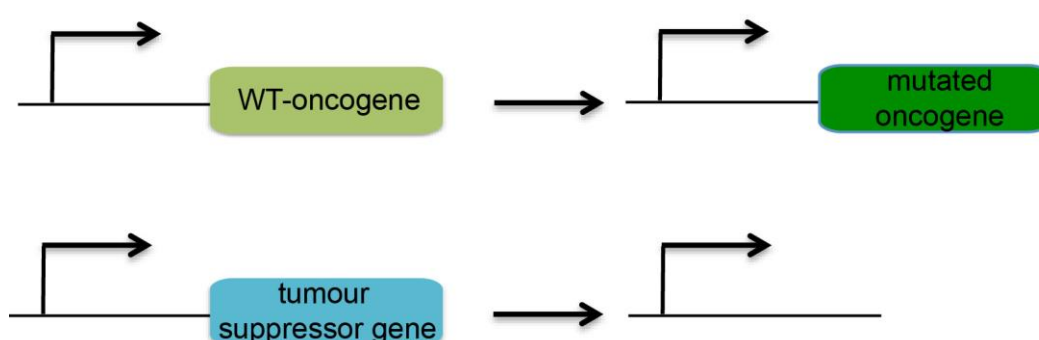 WT-oncogene
mutated
oncogene
tumour
suppressor gene